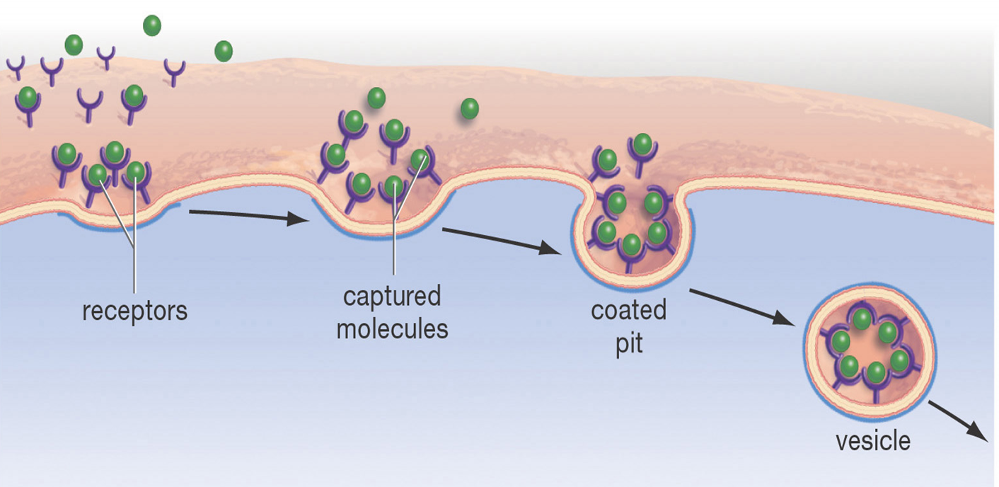 receptors
captured
molecules
coated
pit
vesicle